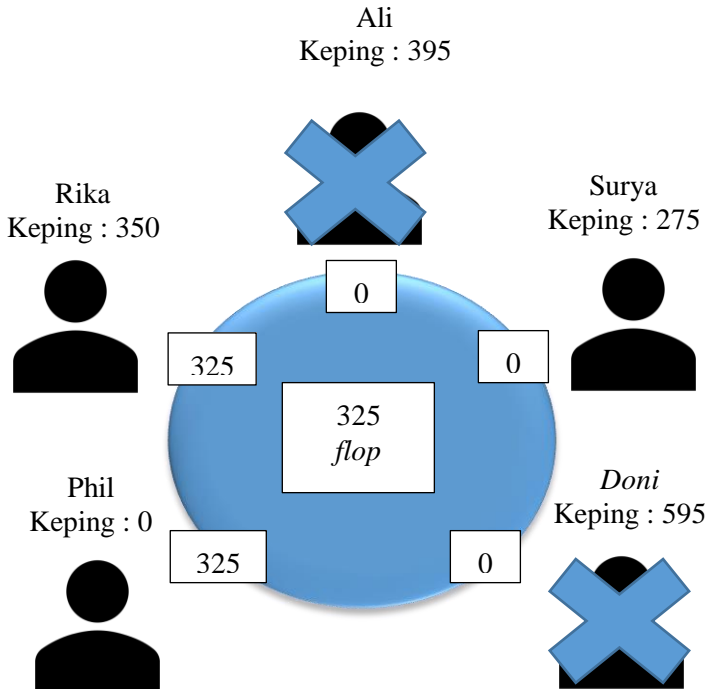 Ali
Keping : 395
Rika
Keping : 350
Surya
Keping : 275
0
325
0
325
flop
Phil
Keping : 0
Doni
Keping : 595
325
0